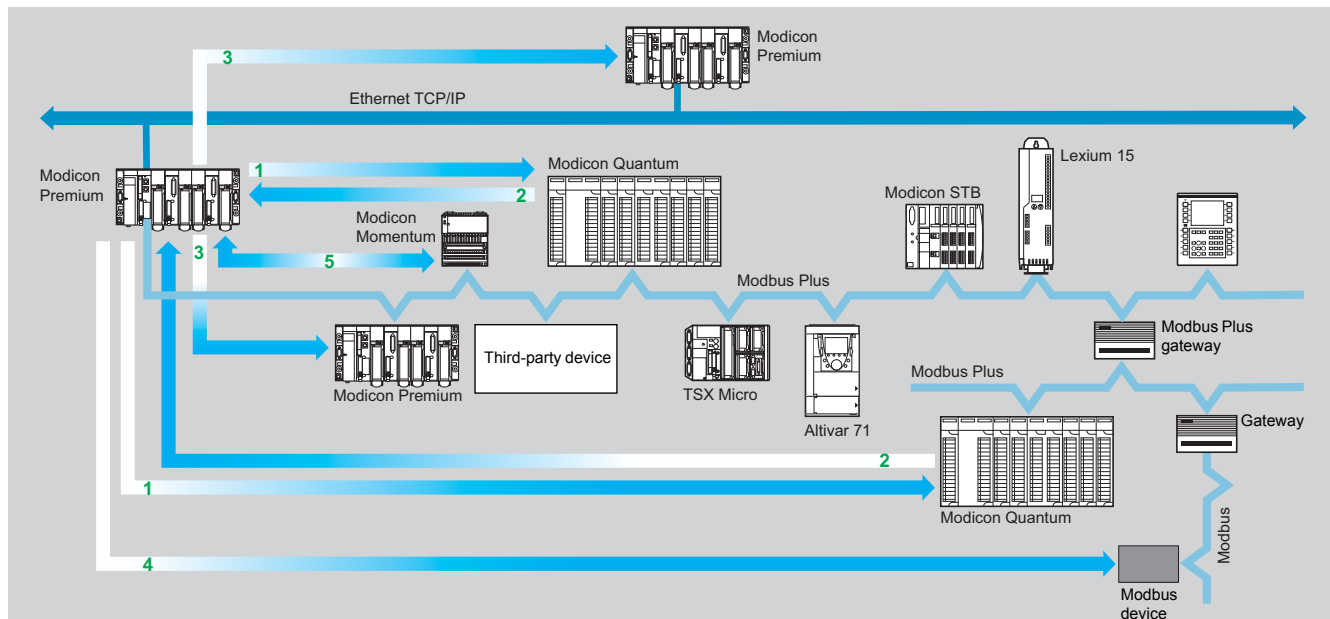 Modicon
Premium
3
Ethernet TCP/IP
Modicon
Premium
1
2
Modicon Quantum
Lexium 15
Modicon STB
Modicon
Momentum
3
5
Modbus Plus
Modicon Premium
Third-party device
TSX Micro
Altivar 71
Modbus Plus
gateway
Modbus Plus
Gateway
2
1
Modicon Quantum
Modbus
4
Modbus
device